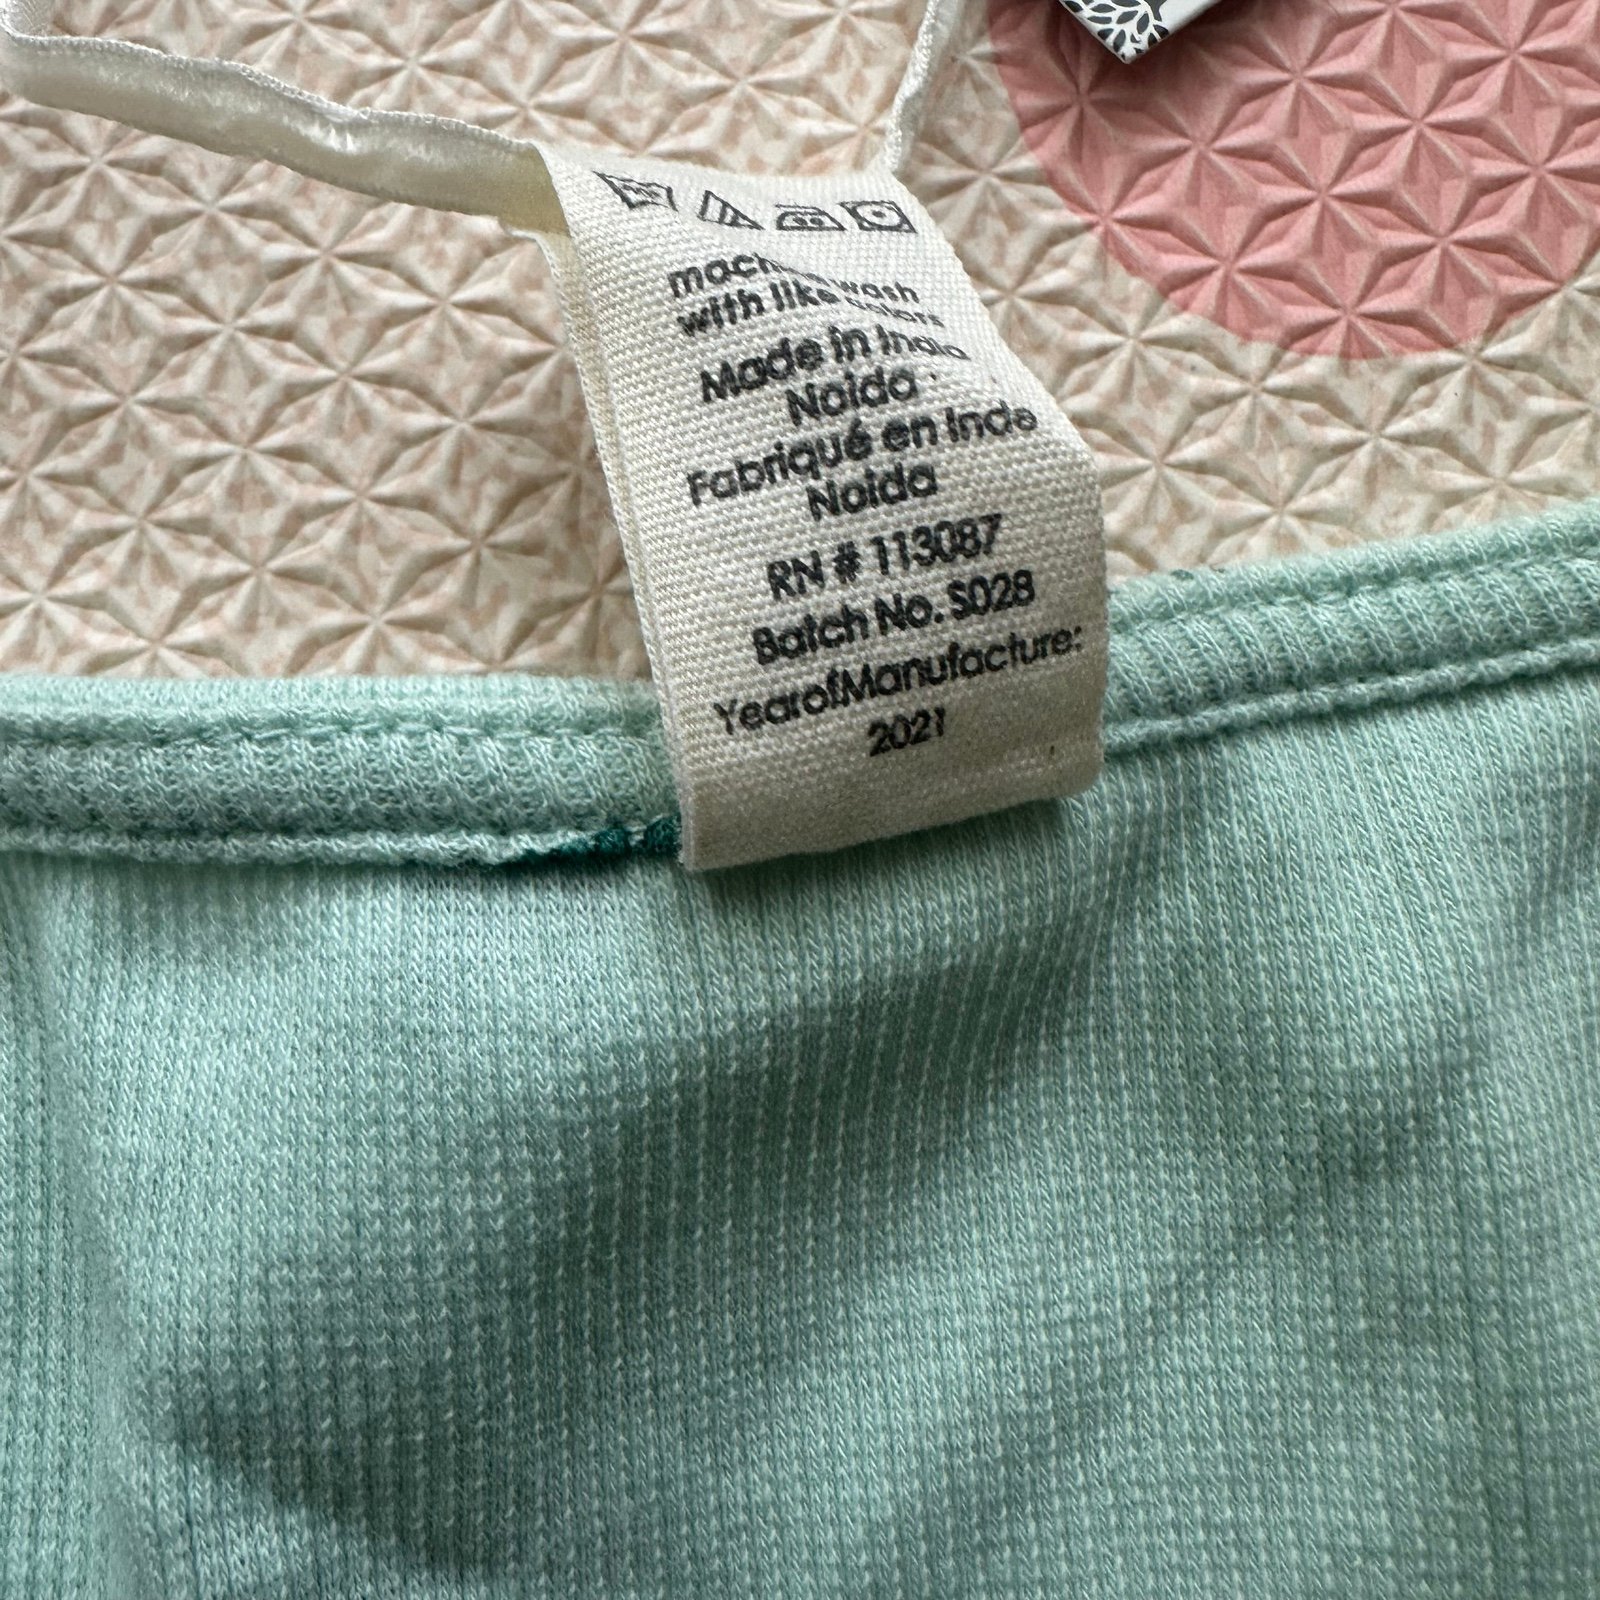 machine wash
with like colors
Made in India
Noida
Fabriqué en Inde
Noida
RN # 113087
Batch No. S028
YearofManufacture:
2021